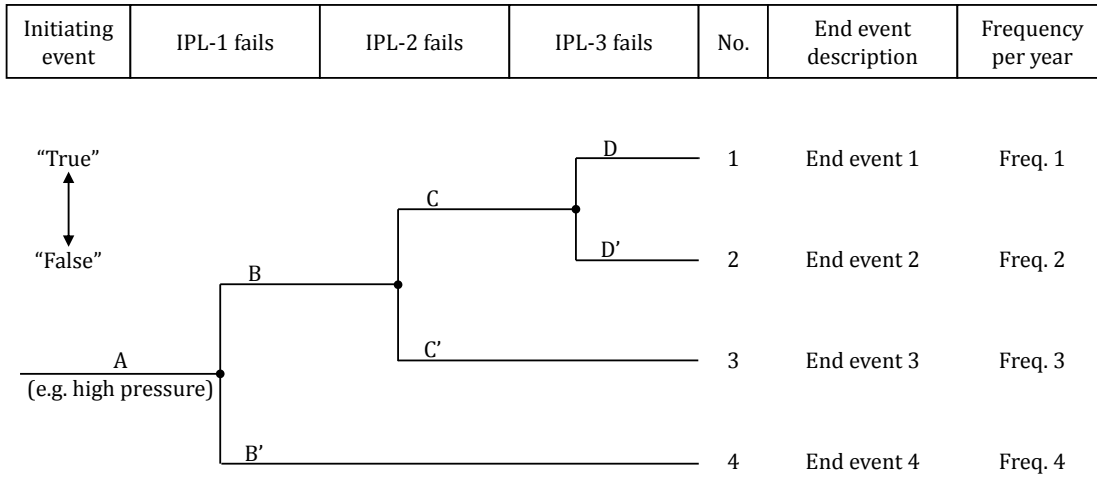 Initiating event
IPL-1 fails
IPL-2 fails
IPL-3 fails
No.
End event description
Frequency per year
“True”
D
1
End event 1
Freq. 1
C
“False”
D’
2
End event 2
Freq. 2
B
C’
3
End event 3
Freq. 3
A
(e.g. high pressure)
B’
4
End event 4
Freq. 4